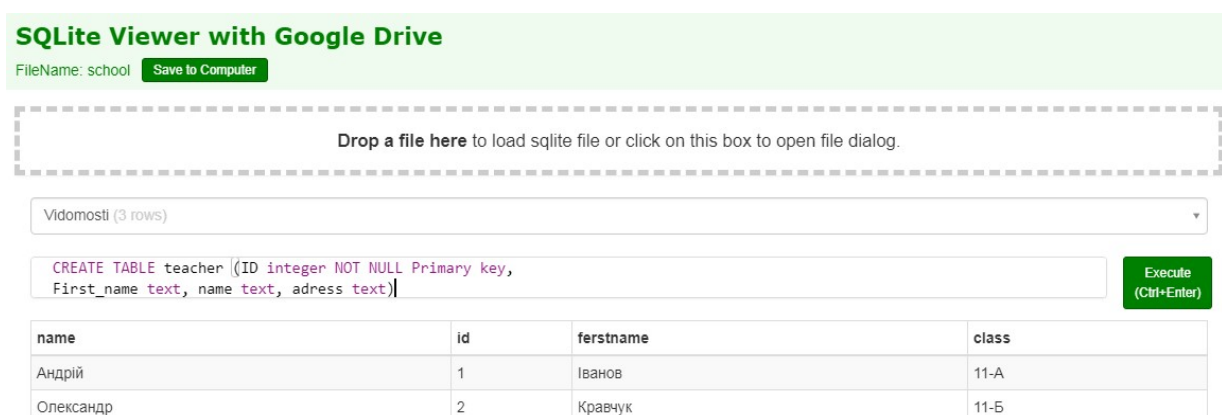 SQLite Viewer with Google Drive
FileName: school Save to Computer
Drop a file here to load sqlite file or click on this box to open file dialog.
Vidomosti (3 rows)
CREATE TABLE teacher (ID integer NOT NULL Primary key,
First_name text, name text, adress text)
Execute
(Ctrl+Enter)
name id ferstname class
Андрій 1 Іванов 11-А
Олександр 2 Кравчук 11-Б